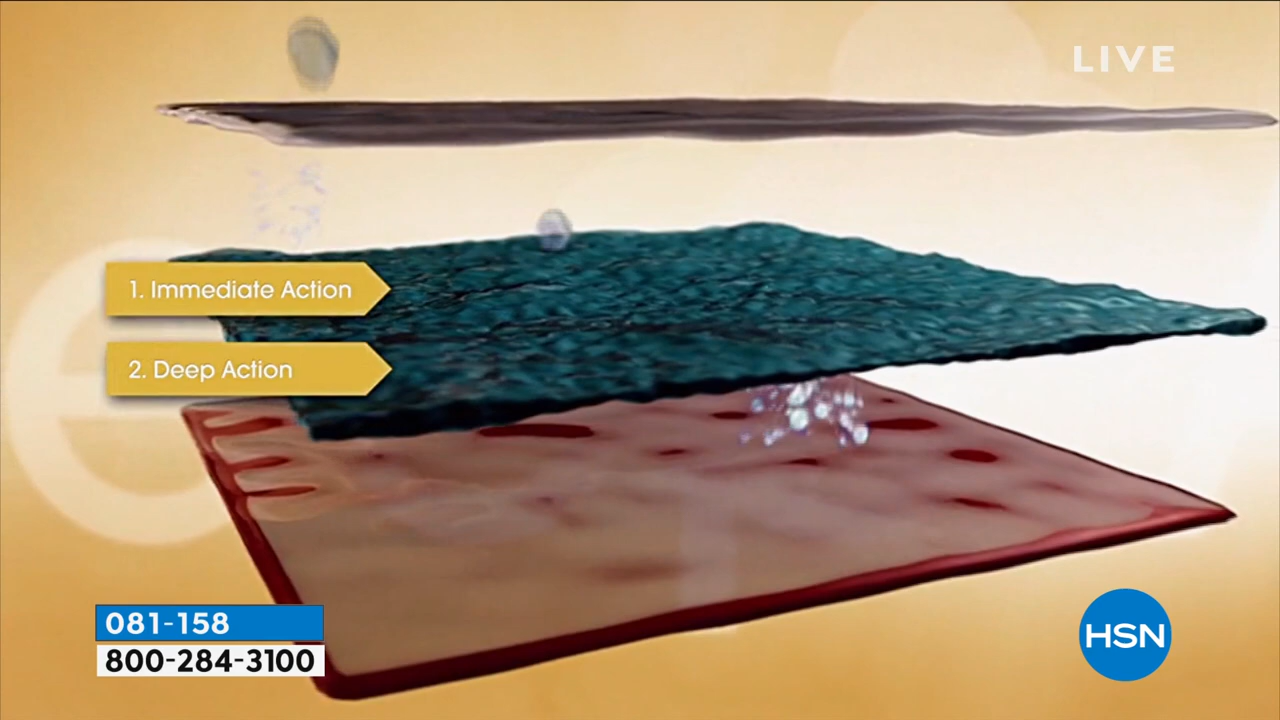 LIVE
1. Immediate Action
2. Deep Action
081-158
800-284-3100
HSN